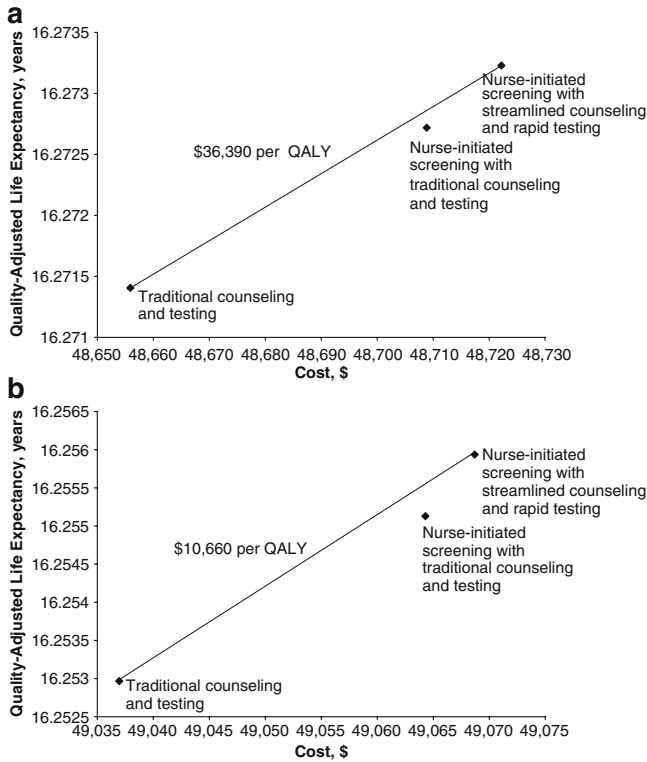 a
Quality-Adjusted Life Expectancy, years
16.2735
16.273
16.2725
16.272
16.2715
16.271
$36,390 per QALY
Nurse-initiated
screening with
streamlined counseling
and rapid testing
Nurse-initiated
screening with
traditional counseling
and testing
Traditional counseling
and testing
48,650 48,660 48,670 48,680 48,690 48,700 48,710 48,720 48,730
Cost, $
b
Quality-Adjusted Life Expectancy, years
16.2565
16.256
16.2555
16.255
16.2545
16.254
16.2535
16.253
16.2525
$10,660 per QALY
Nurse-initiated
screening with
streamlined counseling
and rapid testing
Nurse-initiated
screening with
traditional counseling
and testing
Traditional counseling
and testing
49,035 49,040 49,045 49,050 49,055 49,060 49,065 49,070 49,075
Cost, $